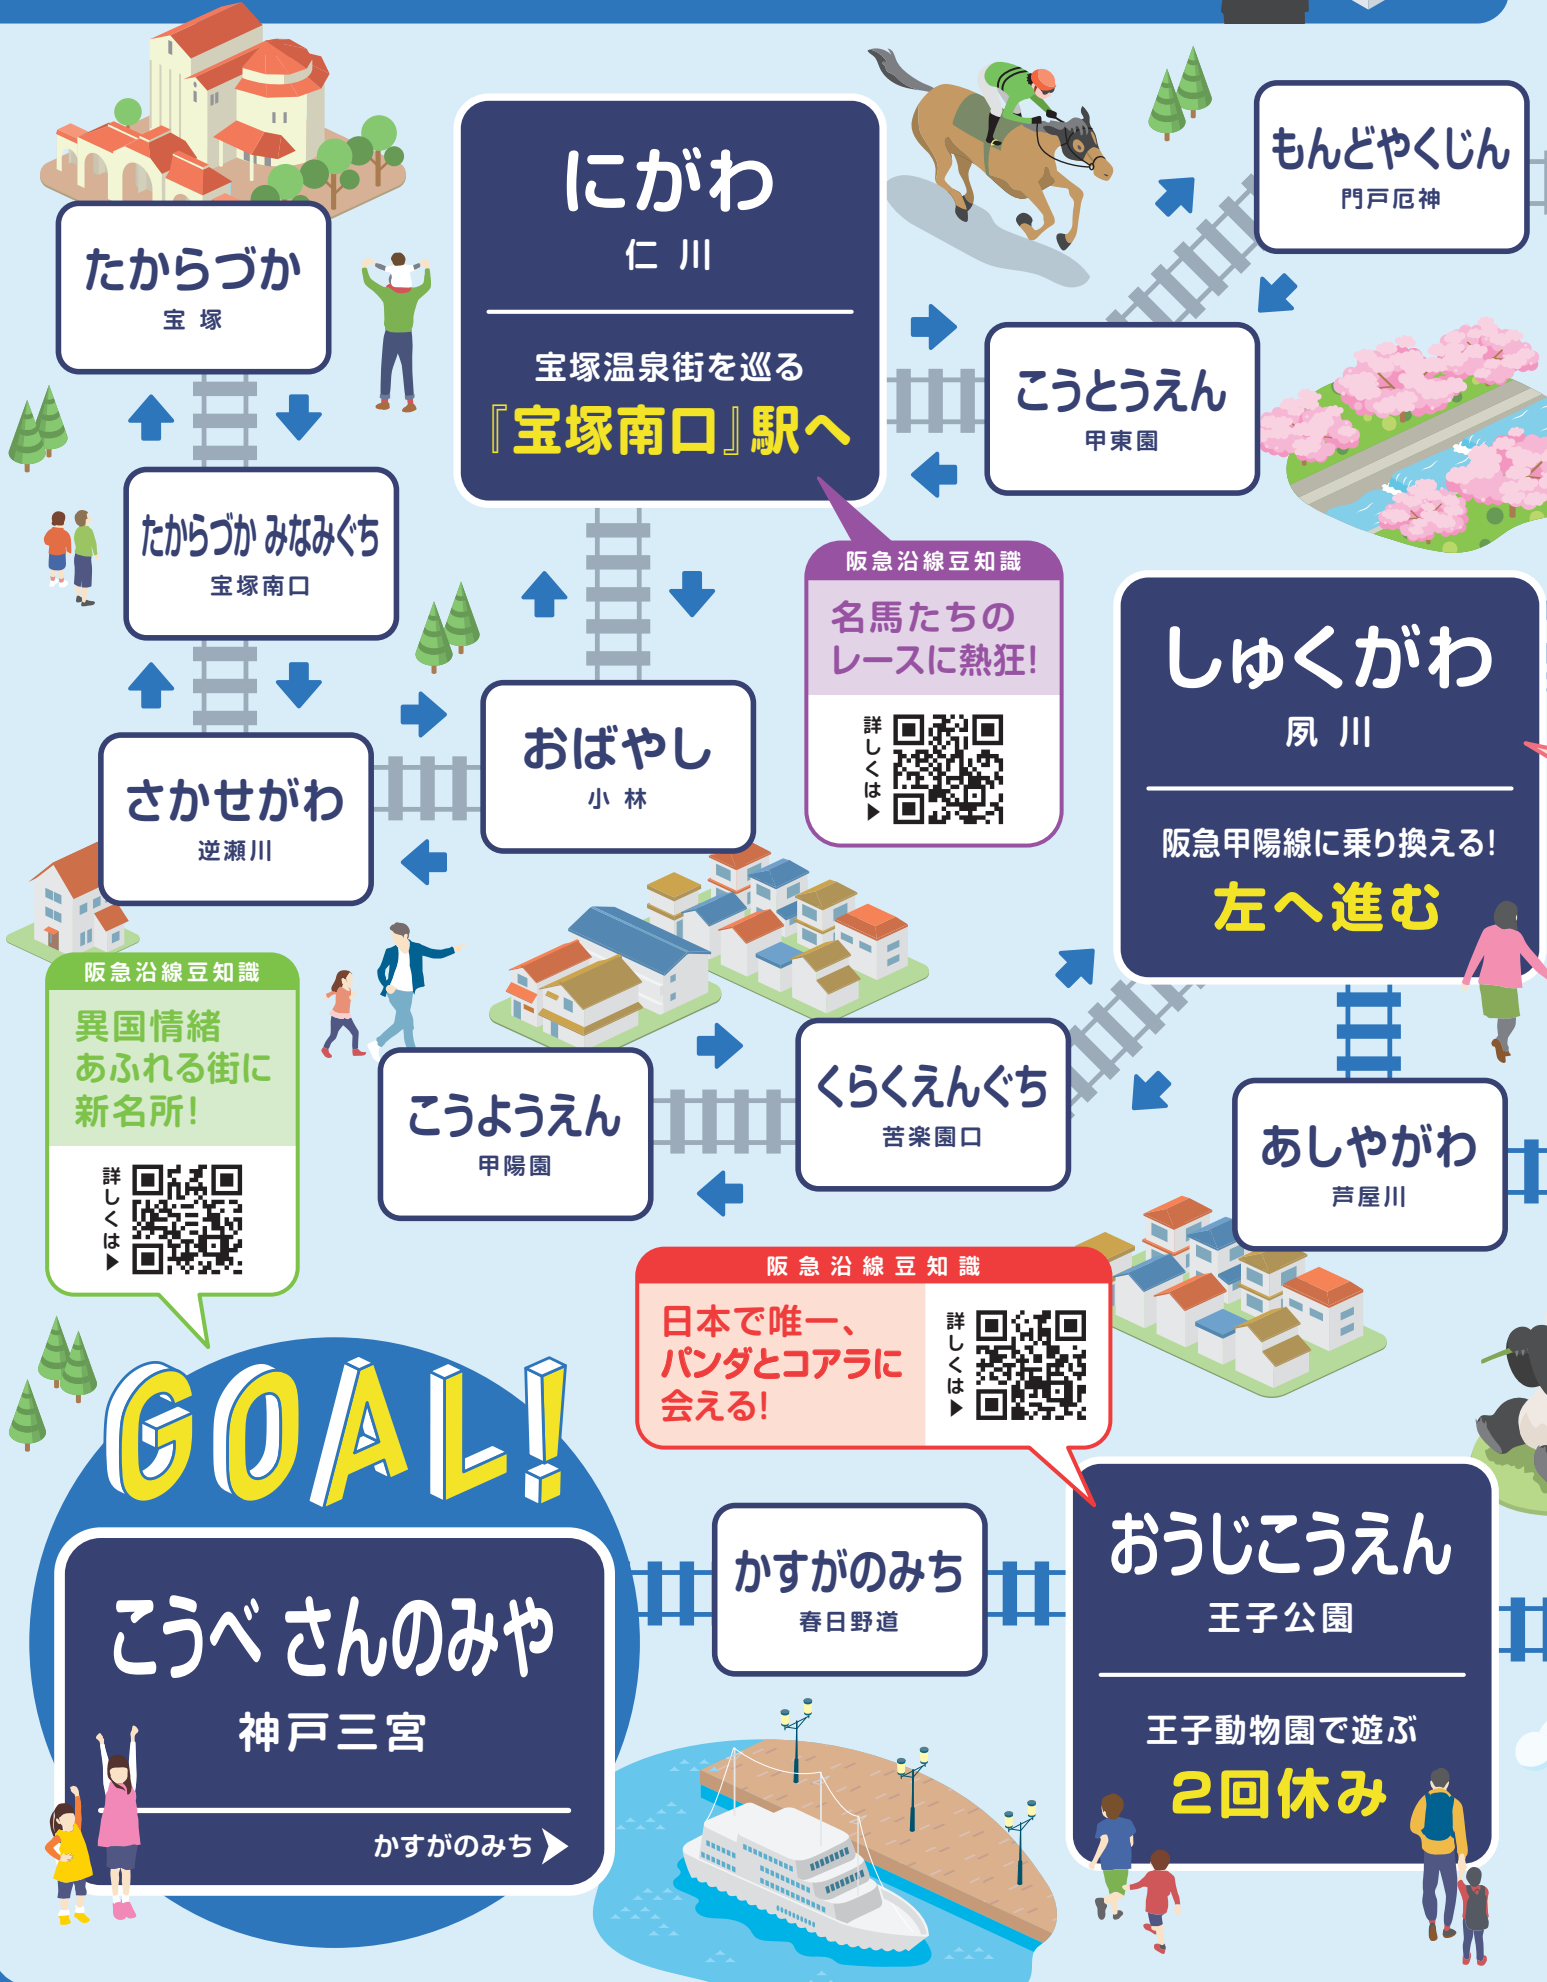 もんどやくじん
門戸厄神
にがわ
仁川
宝塚温泉街を巡る
『宝塚南口』駅へ
たからづか
宝塚
こうとうえん
甲東園
たからづか みなみぐち
宝塚南口
阪急沿線豆知識
名馬たちの
レースに熱狂!
詳しくは▶
しゅくがわ
夙川
阪急甲陽線に乗り換える!
左へ進む
おばやし
小林
さかせがわ
逆瀬川
阪急沿線豆知識
異国情緒
あふれる街に
新名所!
詳しくは▶
こうようえん
甲陽園
くらくえんぐち
苦楽園口
あしやがわ
芦屋川
阪急沿線豆知識
日本で唯一、
パンダとコアラに
会える!
詳しくは▶
GOAL!
こうべ さんのみや
神戸三宮
かすがのみち
かすがのみち
春日野道
おうじこうえん
王子公園
王子動物園で遊ぶ
2回休み